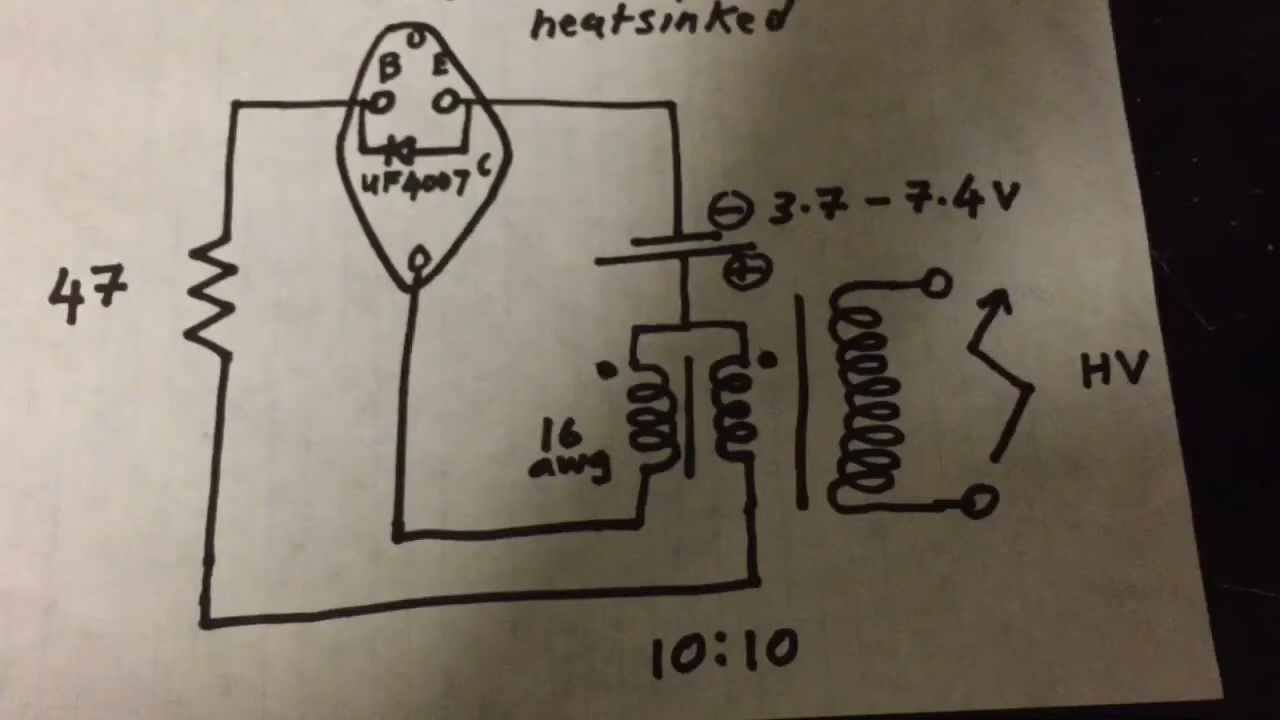 heatsinked
B E
UF4007 C
⊖ 3.7 - 7.4V
⊕
47
HV
16
awg
10:10